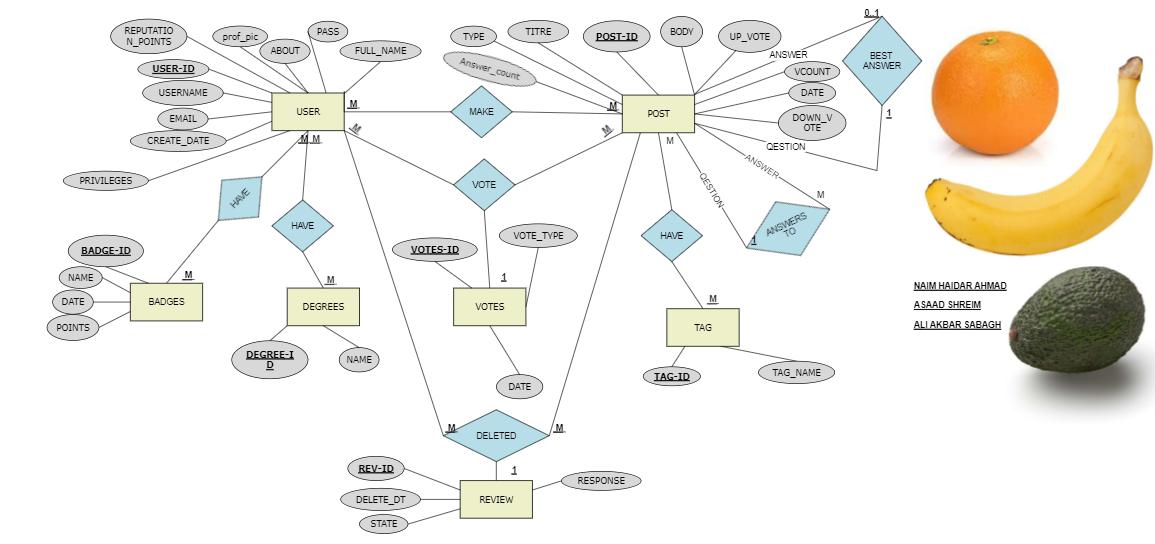 REPUTATIO
N_POINTS
prof_pic
ABOUT
PASS
FULL_NAME
USER-ID
USERNAME
EMAIL
CREATE_DATE
PRIVILEGES
USER
M
M
M M
MAKE
TYPE
TITRE
POST-ID
BODY
UP_VOTE
Answer_count
ANSWER
0..1
VCOUNT
DATE
DOWN_V
OTE
QESTION
BEST
ANSWER
1
M
M
POST
M
VOTE
HAVE
HAVE
BADGE-ID
NAME
DATE
POINTS
M
BADGES
M
DEGREES
DEGREE-I
D
NAME
VOTES-ID
VOTE_TYPE
1
VOTES
DATE
HAVE
M
TAG
TAG-ID
TAG_NAME
QESTION
ANSWER
M
1
ANSWERS
TO
M
DELETED
M
1
REV-ID
DELETE_DT
STATE
REVIEW
RESPONSE
NAIM HAIDAR AHMAD
ASAAD SHREIM
ALI AKBAR SABAGH